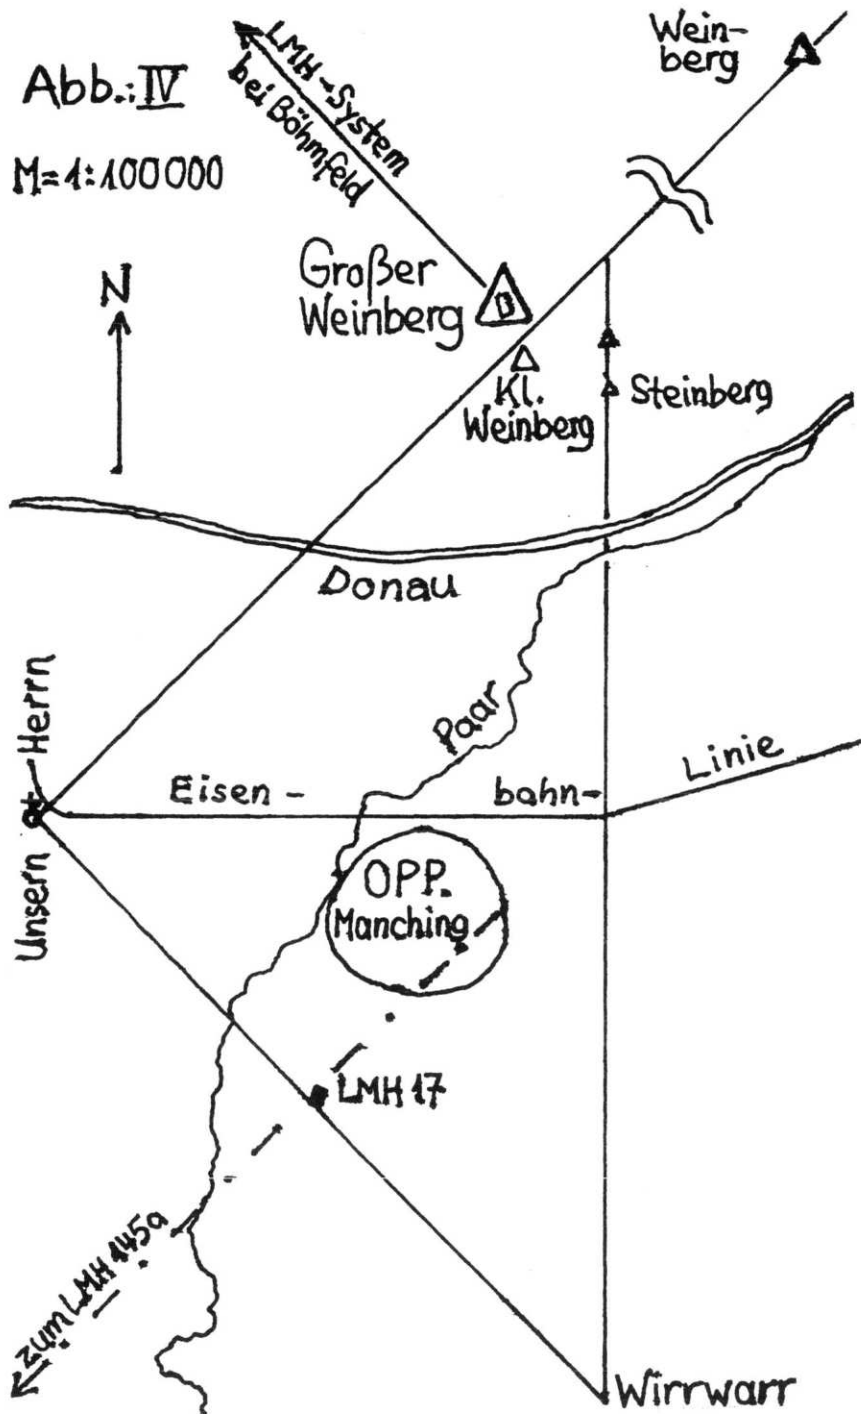 Abb.: IV
M=1:100000
N
LMH-System
bei Böhmfeld
Wein-
berg
Großer
Weinberg
Kl.
Weinberg
Steinberg
Donau
Paar
Unsern Herrn
Eisen- bahn- Linie
OPP.
Manching
LMH 17
zum LMH 145a
Wirrwarr